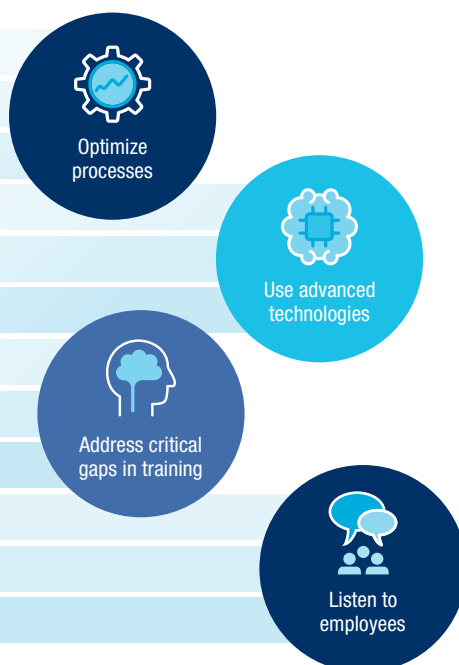 Optimize
processes
Use advanced
technologies
Address critical
gaps in training
Listen to
employees